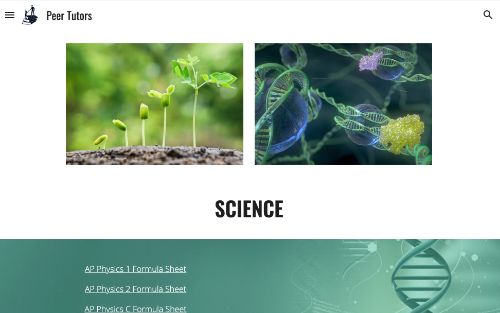 Peer Tutors
SCIENCE
AP Physics 1 Formula Sheet
AP Physics 2 Formula Sheet
AP Physics C Formula Sheet